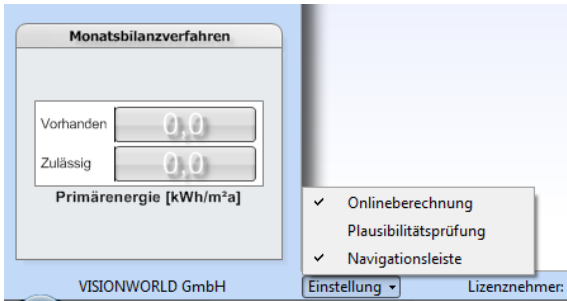 Monatsbilanzverfahren
Vorhanden 0,0
Zulässig 0,0
Primärenergie [kWh/m²a]
Onlineberechnung
Plausibilitätsprüfung
Navigationsleiste
VISIONWORLD GmbH Einstellung Lizenznehmer: